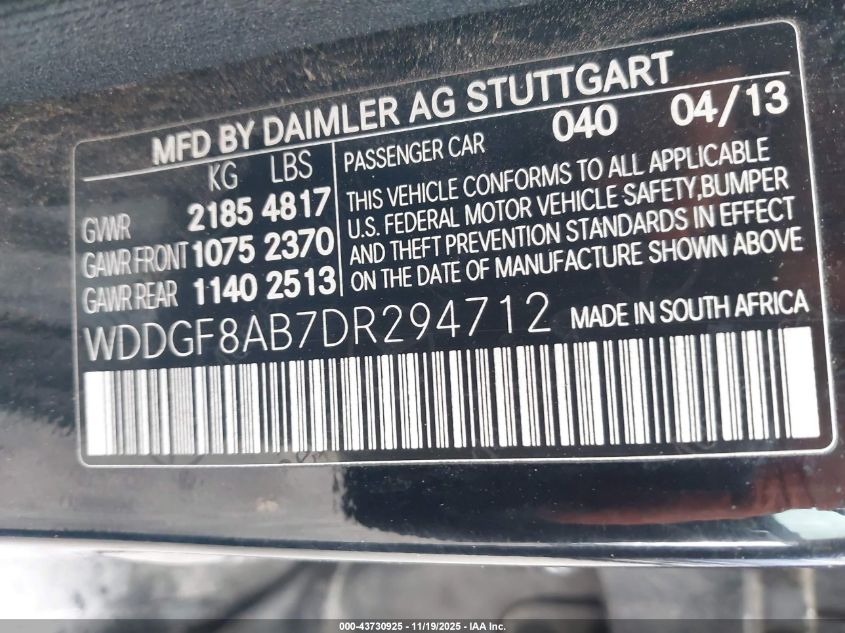 MFD BY DAIMLER AG STUTTGART
KG LBS
GVWR 2185 4817
GAWR FRONT 1075 2370
GAWR REAR 1140 2513
PASSENGER CAR 040 04/13
THIS VEHICLE CONFORMS TO ALL APPLICABLE
U.S. FEDERAL MOTOR VEHICLE SAFETY,BUMPER
AND THEFT PREVENTION STANDARDS IN EFFECT
ON THE DATE OF MANUFACTURE SHOWN ABOVE
WDDGF8AB7DR294712 MADE IN SOUTH AFRICA
000-43730925 - 11/19/2025 - IAA Inc.